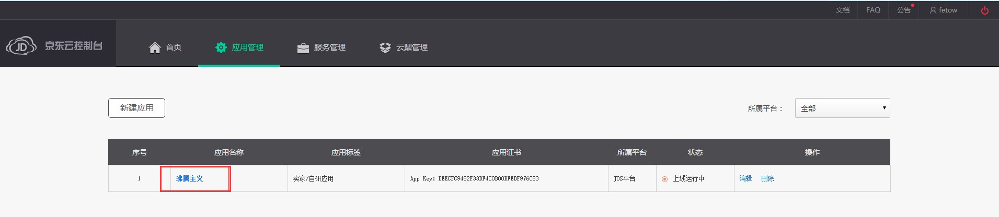 文档 FAQ 公告 fetow
JD 京东云控制台 首页 应用管理 服务管理 云鼎管理
新建应用 所属平台： 全部
序号 应用名称 应用标签 应用证书 所属平台 状态 操作
1 沸腾主义 卖家/自研应用 App Key: DEECFC9482F33DF4C0B00BFEDF976C83 JOS平台 上线运行中 编辑 删除